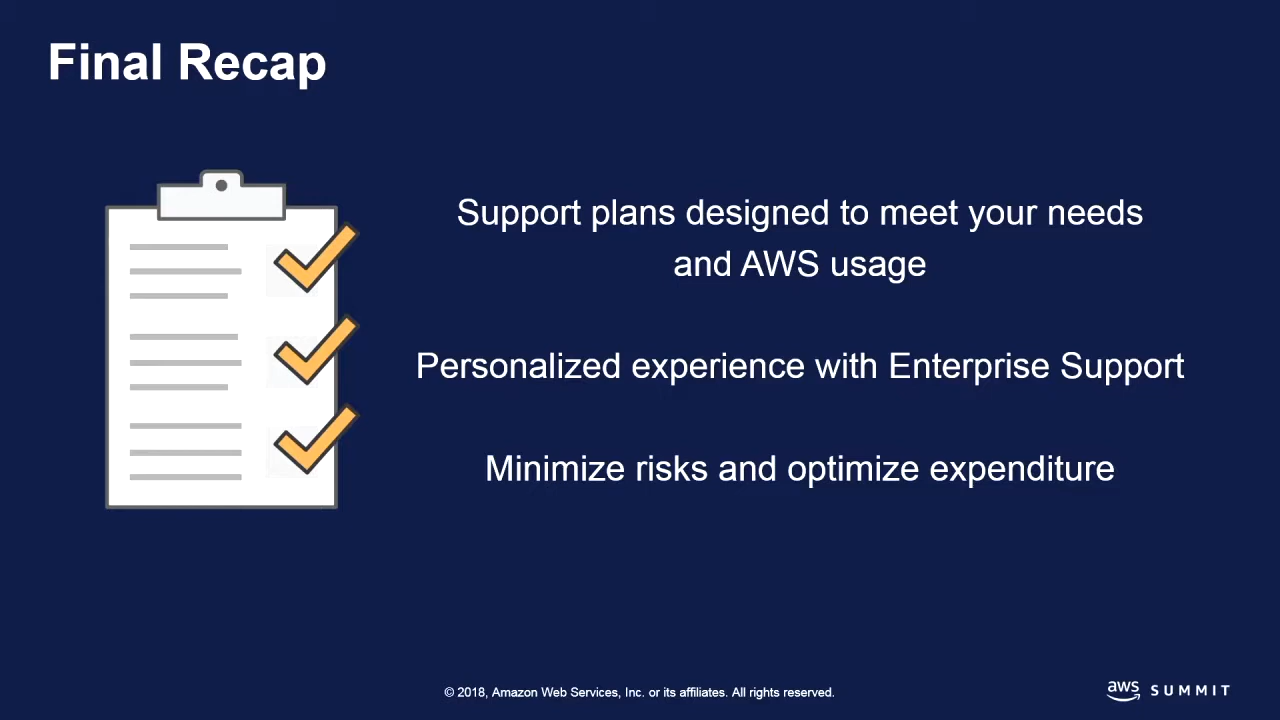 Final Recap
Support plans designed to meet your needs
and AWS usage
Personalized experience with Enterprise Support
Minimize risks and optimize expenditure
© 2018, Amazon Web Services, Inc. or its affiliates. All rights reserved.
aws SUMMIT